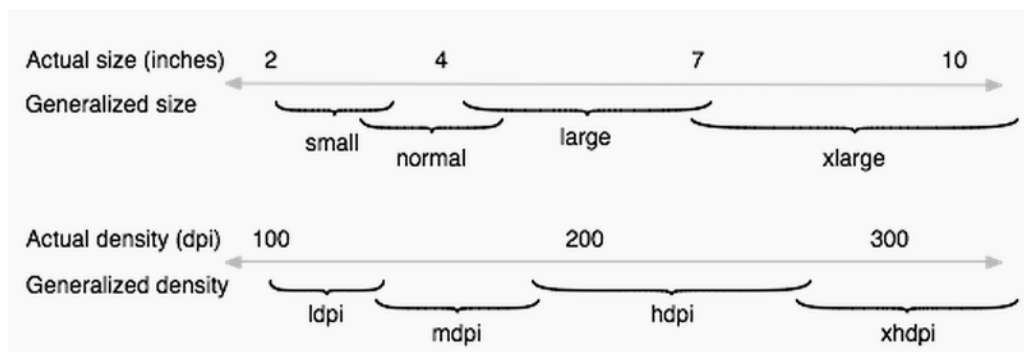 Actual size (inches) 2 4 7 10
Generalized size
small normal large xlarge
Actual density (dpi) 100 200 300
Generalized density
ldpi mdpi hdpi xhdpi